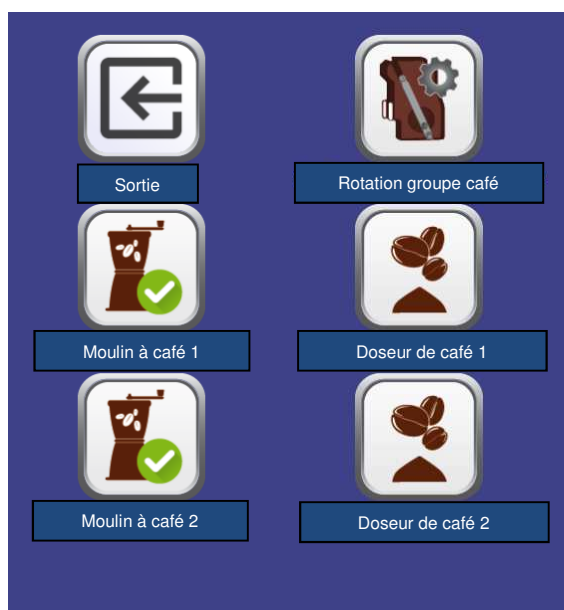 Sortie
Rotation groupe café
Moulin à café 1
Doseur de café 1
Moulin à café 2
Doseur de café 2